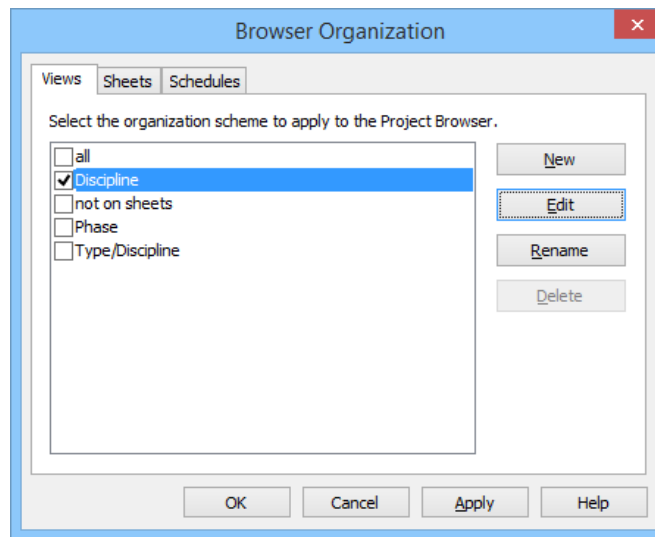 Browser Organization
Views Sheets Schedules
Select the organization scheme to apply to the Project Browser.
all
Discipline
not on sheets
Phase
Type/Discipline
New
Edit
Rename
Delete
OK Cancel Apply Help